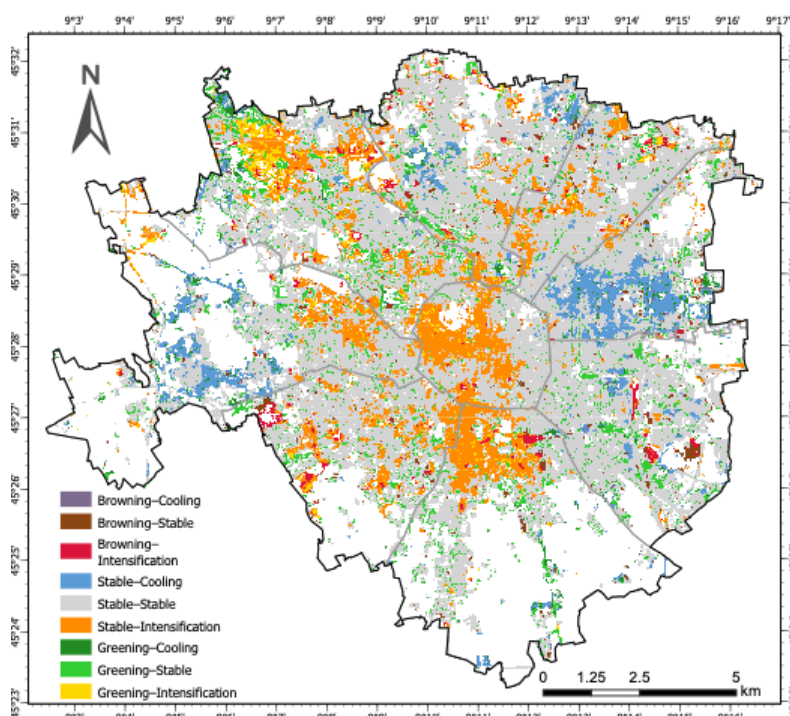 9°3' 9°4' 9°5' 9°6' 9°7' 9°8' 9°9' 9°10' 9°11' 9°12' 9°13' 9°14' 9°15' 9°16' 9°17'
45°32'
N
45°31'
45°30'
45°29'
45°28'
45°27'
45°26'
45°25'
45°24'
45°23'
Browning–Cooling
Browning–Stable
Browning–
Intensification
Stable–Cooling
Stable–Stable
Stable–Intensification
Greening–Cooling
Greening–Stable
Greening–Intensification
0 1.25 2.5 5
km